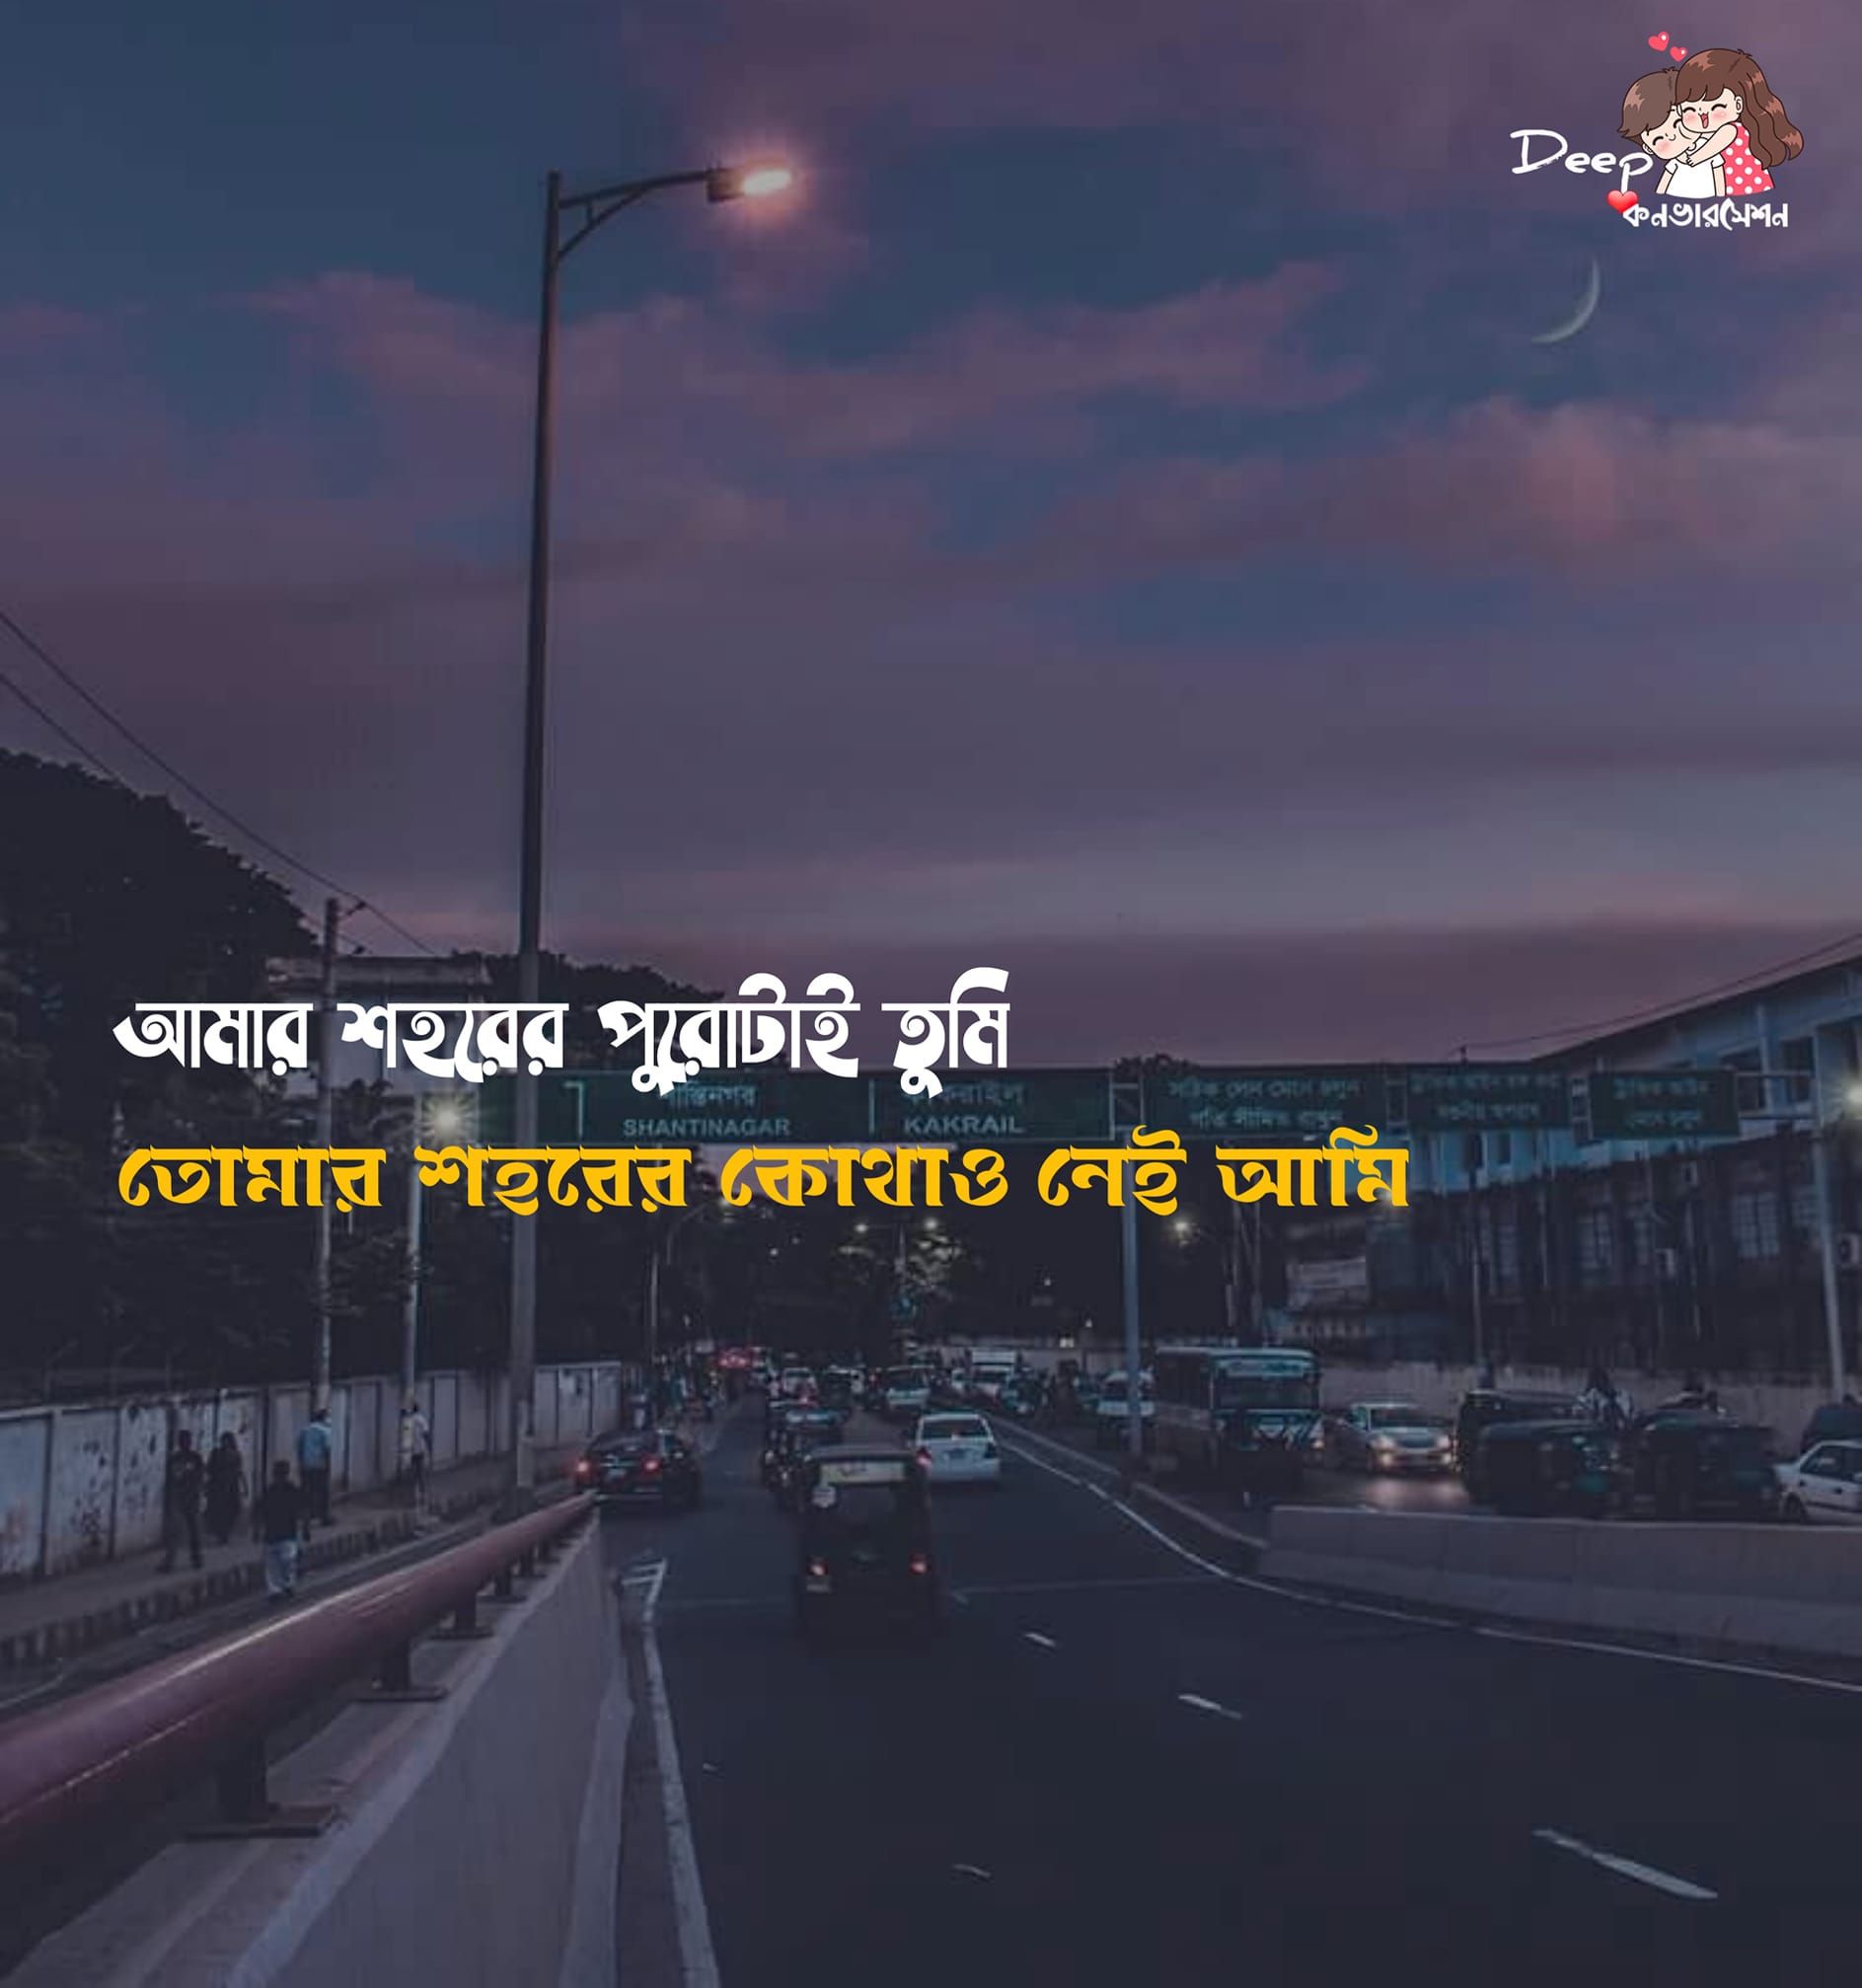 Deep
কনভারসেশন
আমার শহরের পুরোটাই তুমি
SHANTINAGAR KAKRAIL
তোমার শহরের কোথাও নেই আমি